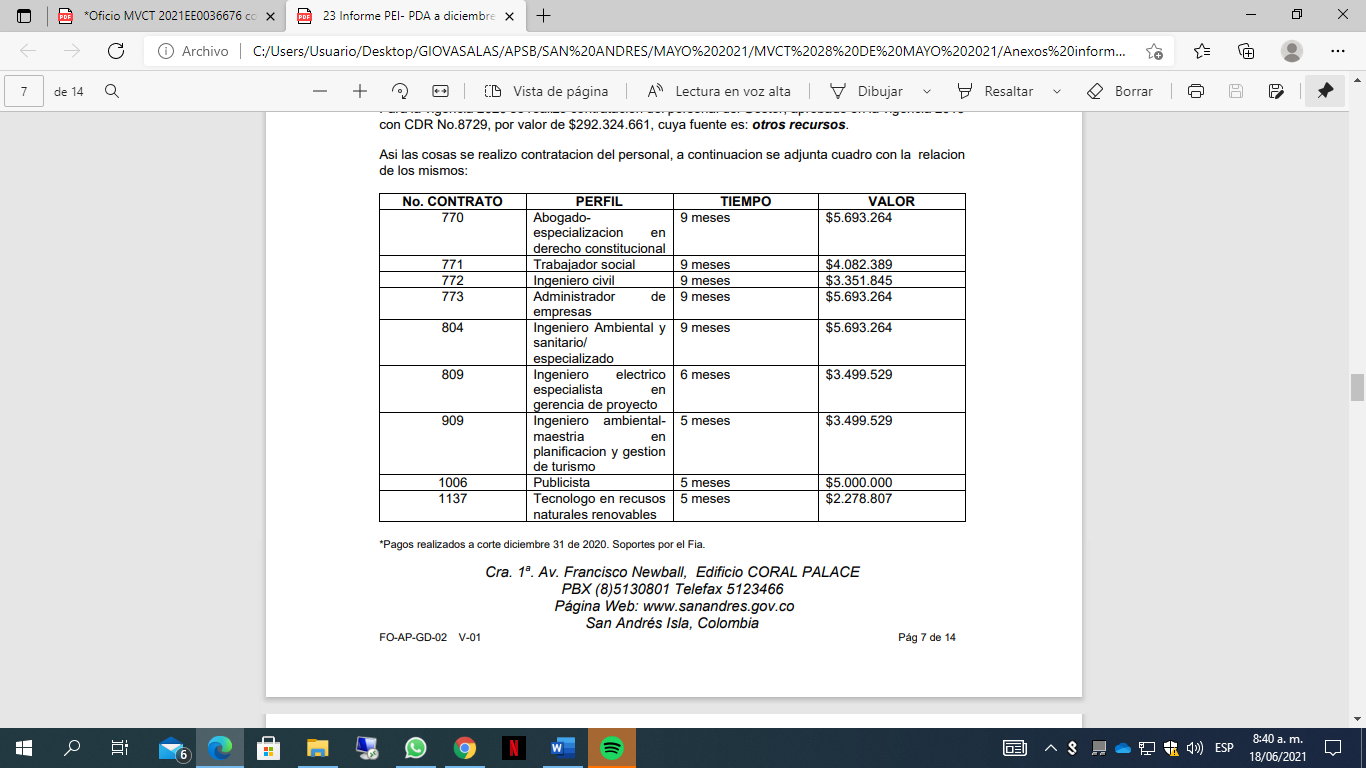 *Oficio MVCT 2021EE0036676 co
23 Informe PEI- PDA a diciembre
Archivo
C:/Users/Usuario/Desktop/GIOVASALAS/APSB/SAN%20ANDRES/MAYO%202021/MVCT%2028%20DE%20MAYO%202021/Anexos%20inform...
7 de 14
Vista de página
Lectura en voz alta
Dibujar
Resaltar
Borrar
con CDR No.8729, por valor de $292.324.661, cuya fuente es: otros recursos.
Asi las cosas se realizo contratacion del personal, a continuacion se adjunta cuadro con la relacion
de los mismos:
No. CONTRATO PERFIL TIEMPO VALOR
770 Abogado- 9 meses $5.693.264
especializacion en
derecho constitucional
771 Trabajador social 9 meses $4.082.389
772 Ingeniero civil 9 meses $3.351.845
773 Administrador de 9 meses $5.693.264
empresas
804 Ingeniero Ambiental y 9 meses $5.693.264
sanitario/
especializado
809 Ingeniero electrico 6 meses $3.499.529
especialista en
gerencia de proyecto
909 Ingeniero ambiental- 5 meses $3.499.529
maestria en
planificacion y gestion
de turismo
1006 Publicista 5 meses $5.000.000
1137 Tecnologo en recusos 5 meses $2.278.807
naturales renovables
*Pagos realizados a corte diciembre 31 de 2020. Soportes por el Fia.
Cra. 1ª. Av. Francisco Newball, Edificio CORAL PALACE
PBX (8)5130801 Telefax 5123466
Página Web: www.sanandres.gov.co
San Andrés Isla, Colombia
FO-AP-GD-02 V-01 Pág 7 de 14
6
ESP
8:40 a. m.
18/06/2021